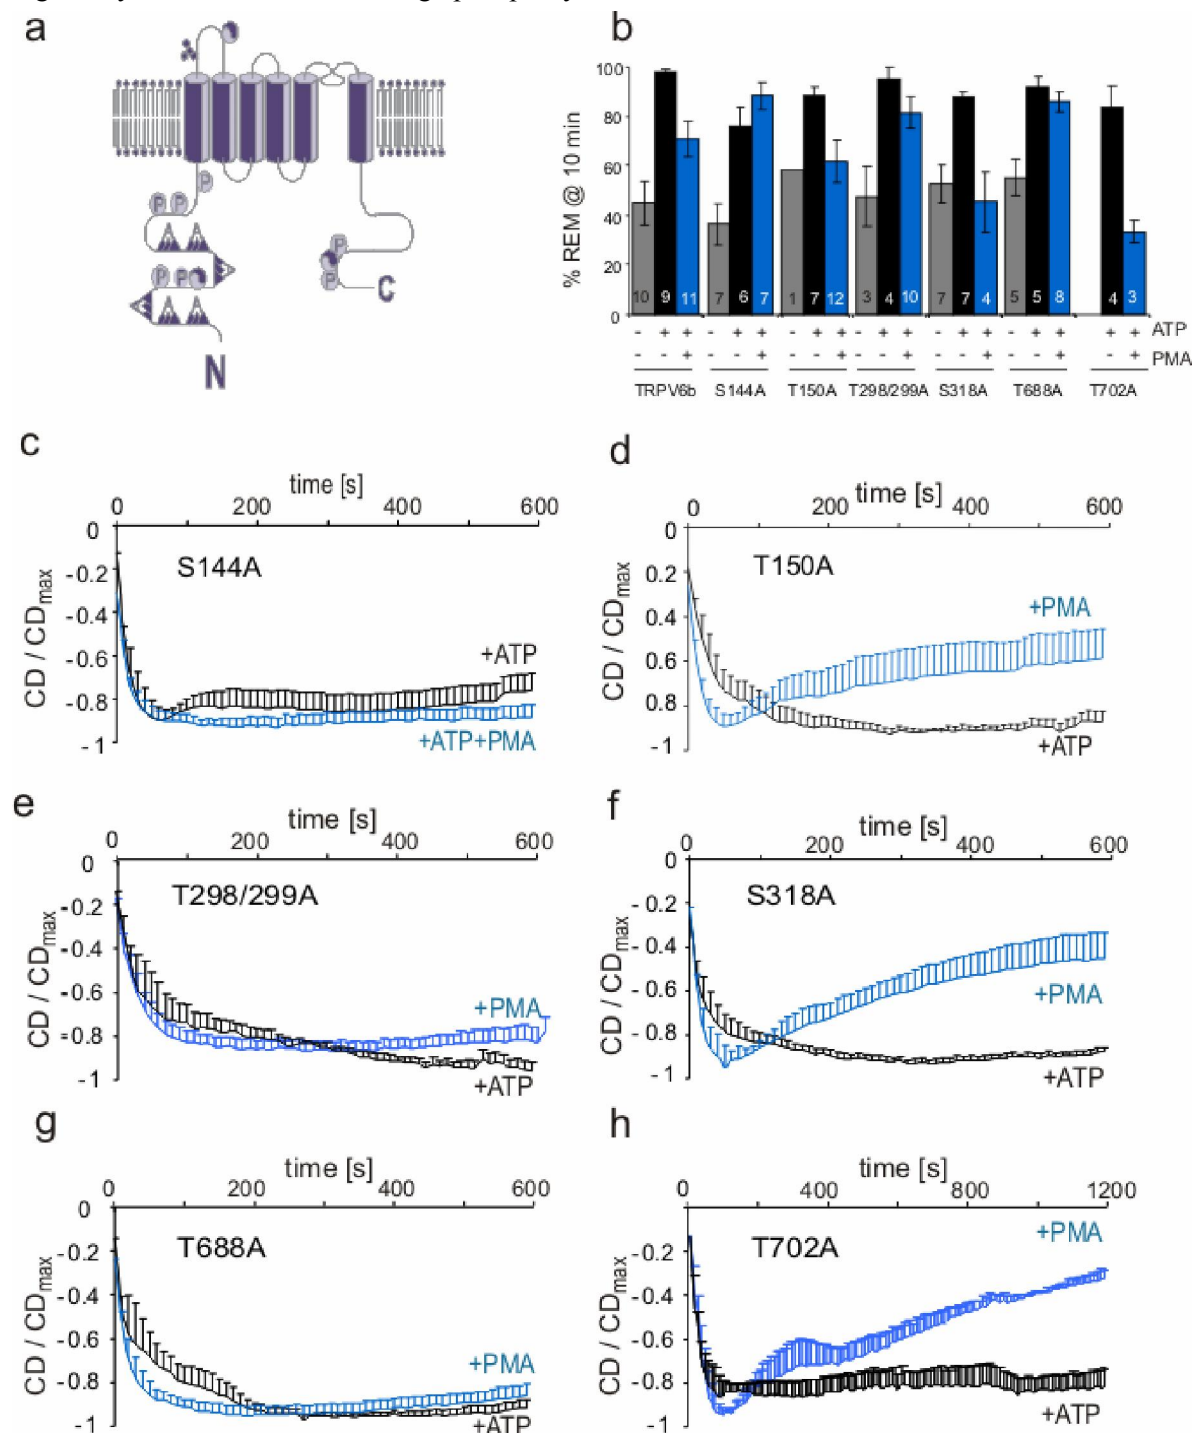 a
P
P P
P P
P
P
C
N
b
% REM @ 10 min
100
80
60
40
20
0
10 9 11 7 6 7 1 7 12 3 4 10 7 7 4 5 5 8 4 3
- + + - + + - + + - + + - + + - + + + + ATP
- - + - - + - - + - - + - - + - - + - + PMA
TRPV6b S144A T150A T298/299A S318A T688A T702A
c
time [s]
0 200 400 600
0
-0.2
-0.4
-0.6
-0.8
-1
CD / CDmax
S144A
+ATP
+ATP+PMA
d
time [s]
0 200 400 600
0
0.2
0.4
0.6
0.8
-1
CD / CDmax
T150A
+PMA
+ATP
e
time [s]
0 200 400 600
0
-0.2
-0.4
-0.6
-0.8
-1
CD / CDmax
T298/299A
+PMA
+ATP
f
time [s]
0 200 400 600
0
-0.2
-0.4
-0.6
-0.8
-1
CD / CDmax
S318A
+PMA
+ATP
g
time [s]
0 200 400 600
0
-0.2
-0.4
-0.6
-0.8
-1
CD / CDmax
T688A
+PMA
+ATP
h
time [s]
0 400 800 1200
0
-0.2
-0.4
-0.6
-0.8
-1
CD / CDmax
T702A
+PMA
+ATP